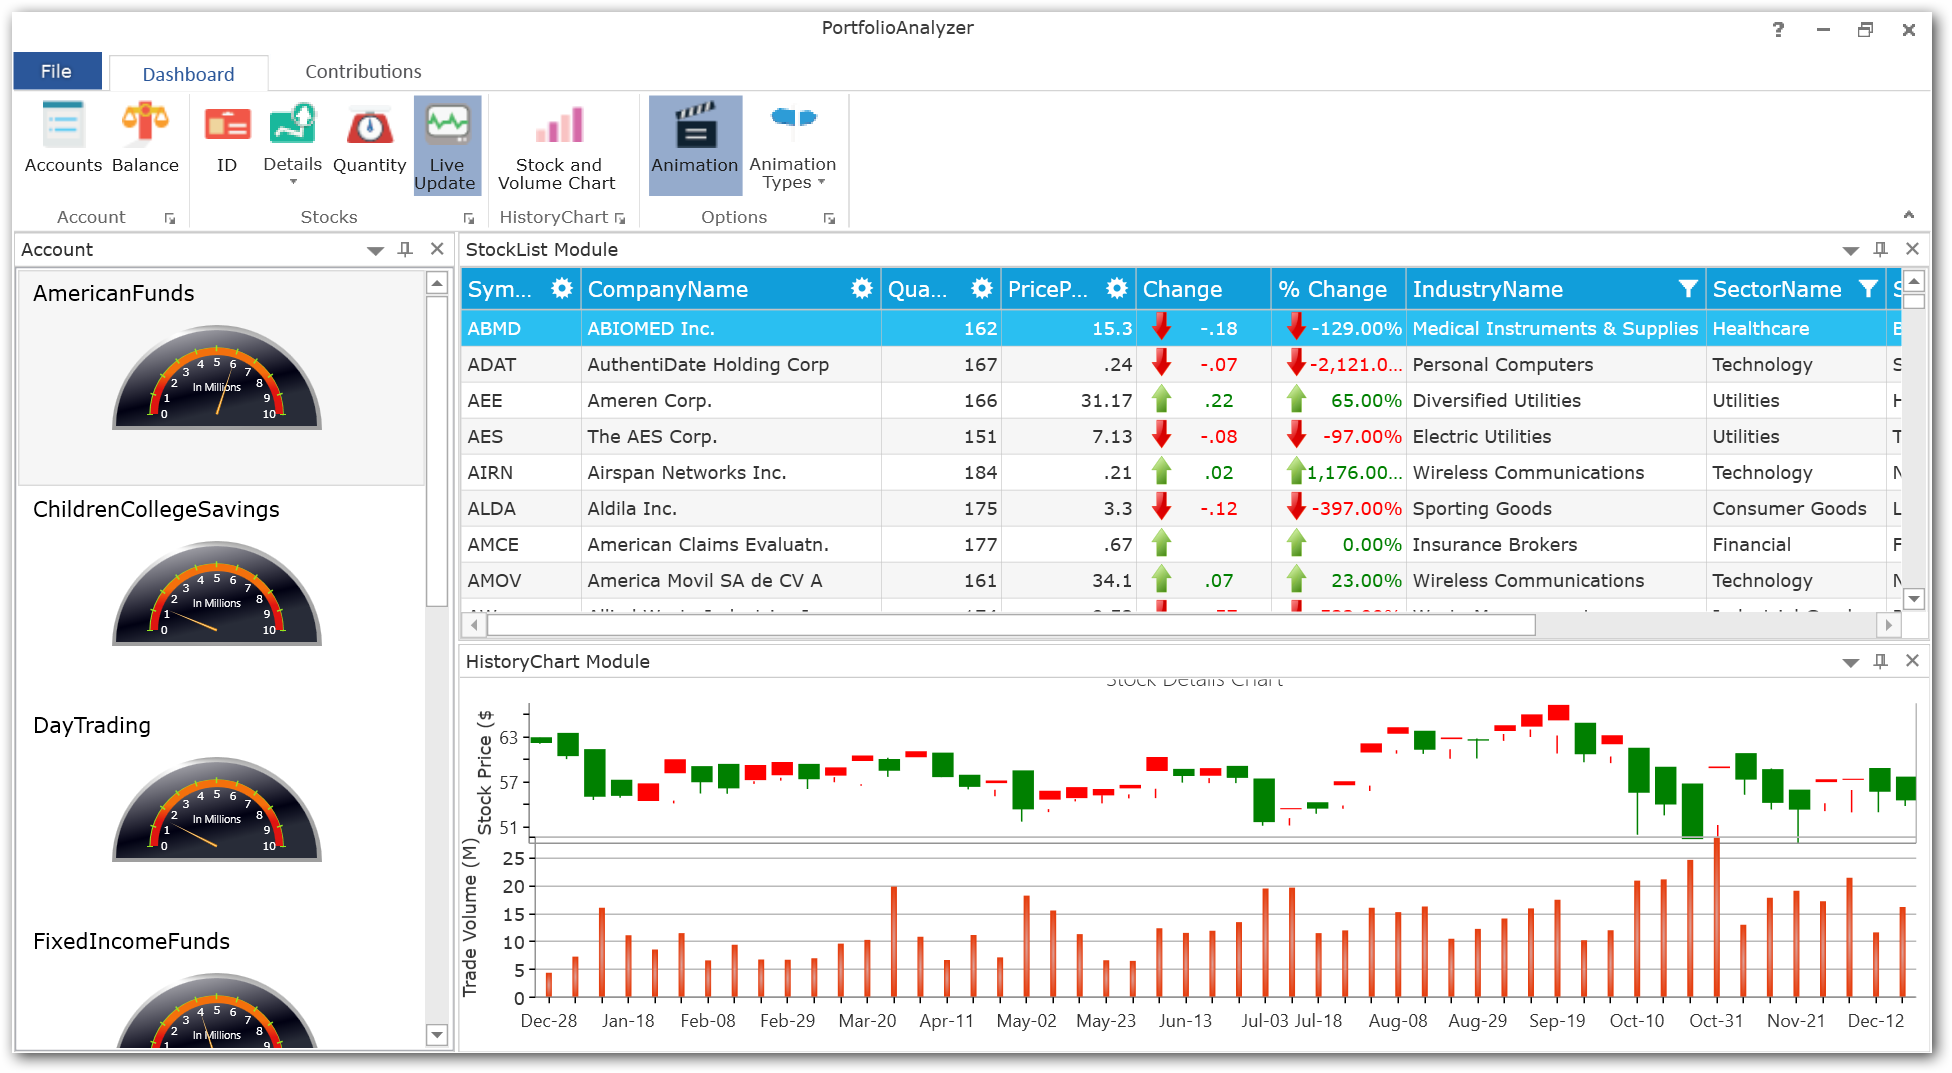 PortfolioAnalyzer
File Dashboard Contributions
Accounts Balance ID Details Quantity Live Update Stock and Volume Chart Animation Animation Types
Account Stocks HistoryChart Options
Account
AmericanFunds
0 1 2 3 4 5 6 7 8 9 10
In Millions
ChildrenCollegeSavings
0 1 2 3 4 5 6 7 8 9 10
In Millions
DayTrading
0 1 2 3 4 5 6 7 8 9 10
In Millions
FixedIncomeFunds
2 3 4 5 6 7 8
In Millions
StockList Module
Sym... CompanyName Qua... PriceP... Change % Change IndustryName SectorName S
ABMD ABIOMED Inc. 162 15.3 -.18 -129.00% Medical Instruments & Supplies Healthcare
ADAT AuthentiDate Holding Corp 167 .24 -.07 -2,121.0... Personal Computers Technology
AEE Ameren Corp. 166 31.17 .22 65.00% Diversified Utilities Utilities
AES The AES Corp. 151 7.13 -.08 -97.00% Electric Utilities Utilities
AIRN Airspan Networks Inc. 184 .21 .02 1,176.00... Wireless Communications Technology
ALDA Aldila Inc. 175 3.3 -.12 -397.00% Sporting Goods Consumer Goods
AMCE American Claims Evaluatn. 177 .67 0.00% Insurance Brokers Financial
AMOV America Movil SA de CV A 161 34.1 .07 23.00% Wireless Communications Technology
HistoryChart Module
Stock Details Chart
Stock Price ($
63
57
51
Trade Volume (M)
25
20
15
10
5
0
Dec-28 Jan-18 Feb-08 Feb-29 Mar-20 Apr-11 May-02 May-23 Jun-13 Jul-03 Jul-18 Aug-08 Aug-29 Sep-19 Oct-10 Oct-31 Nov-21 Dec-12